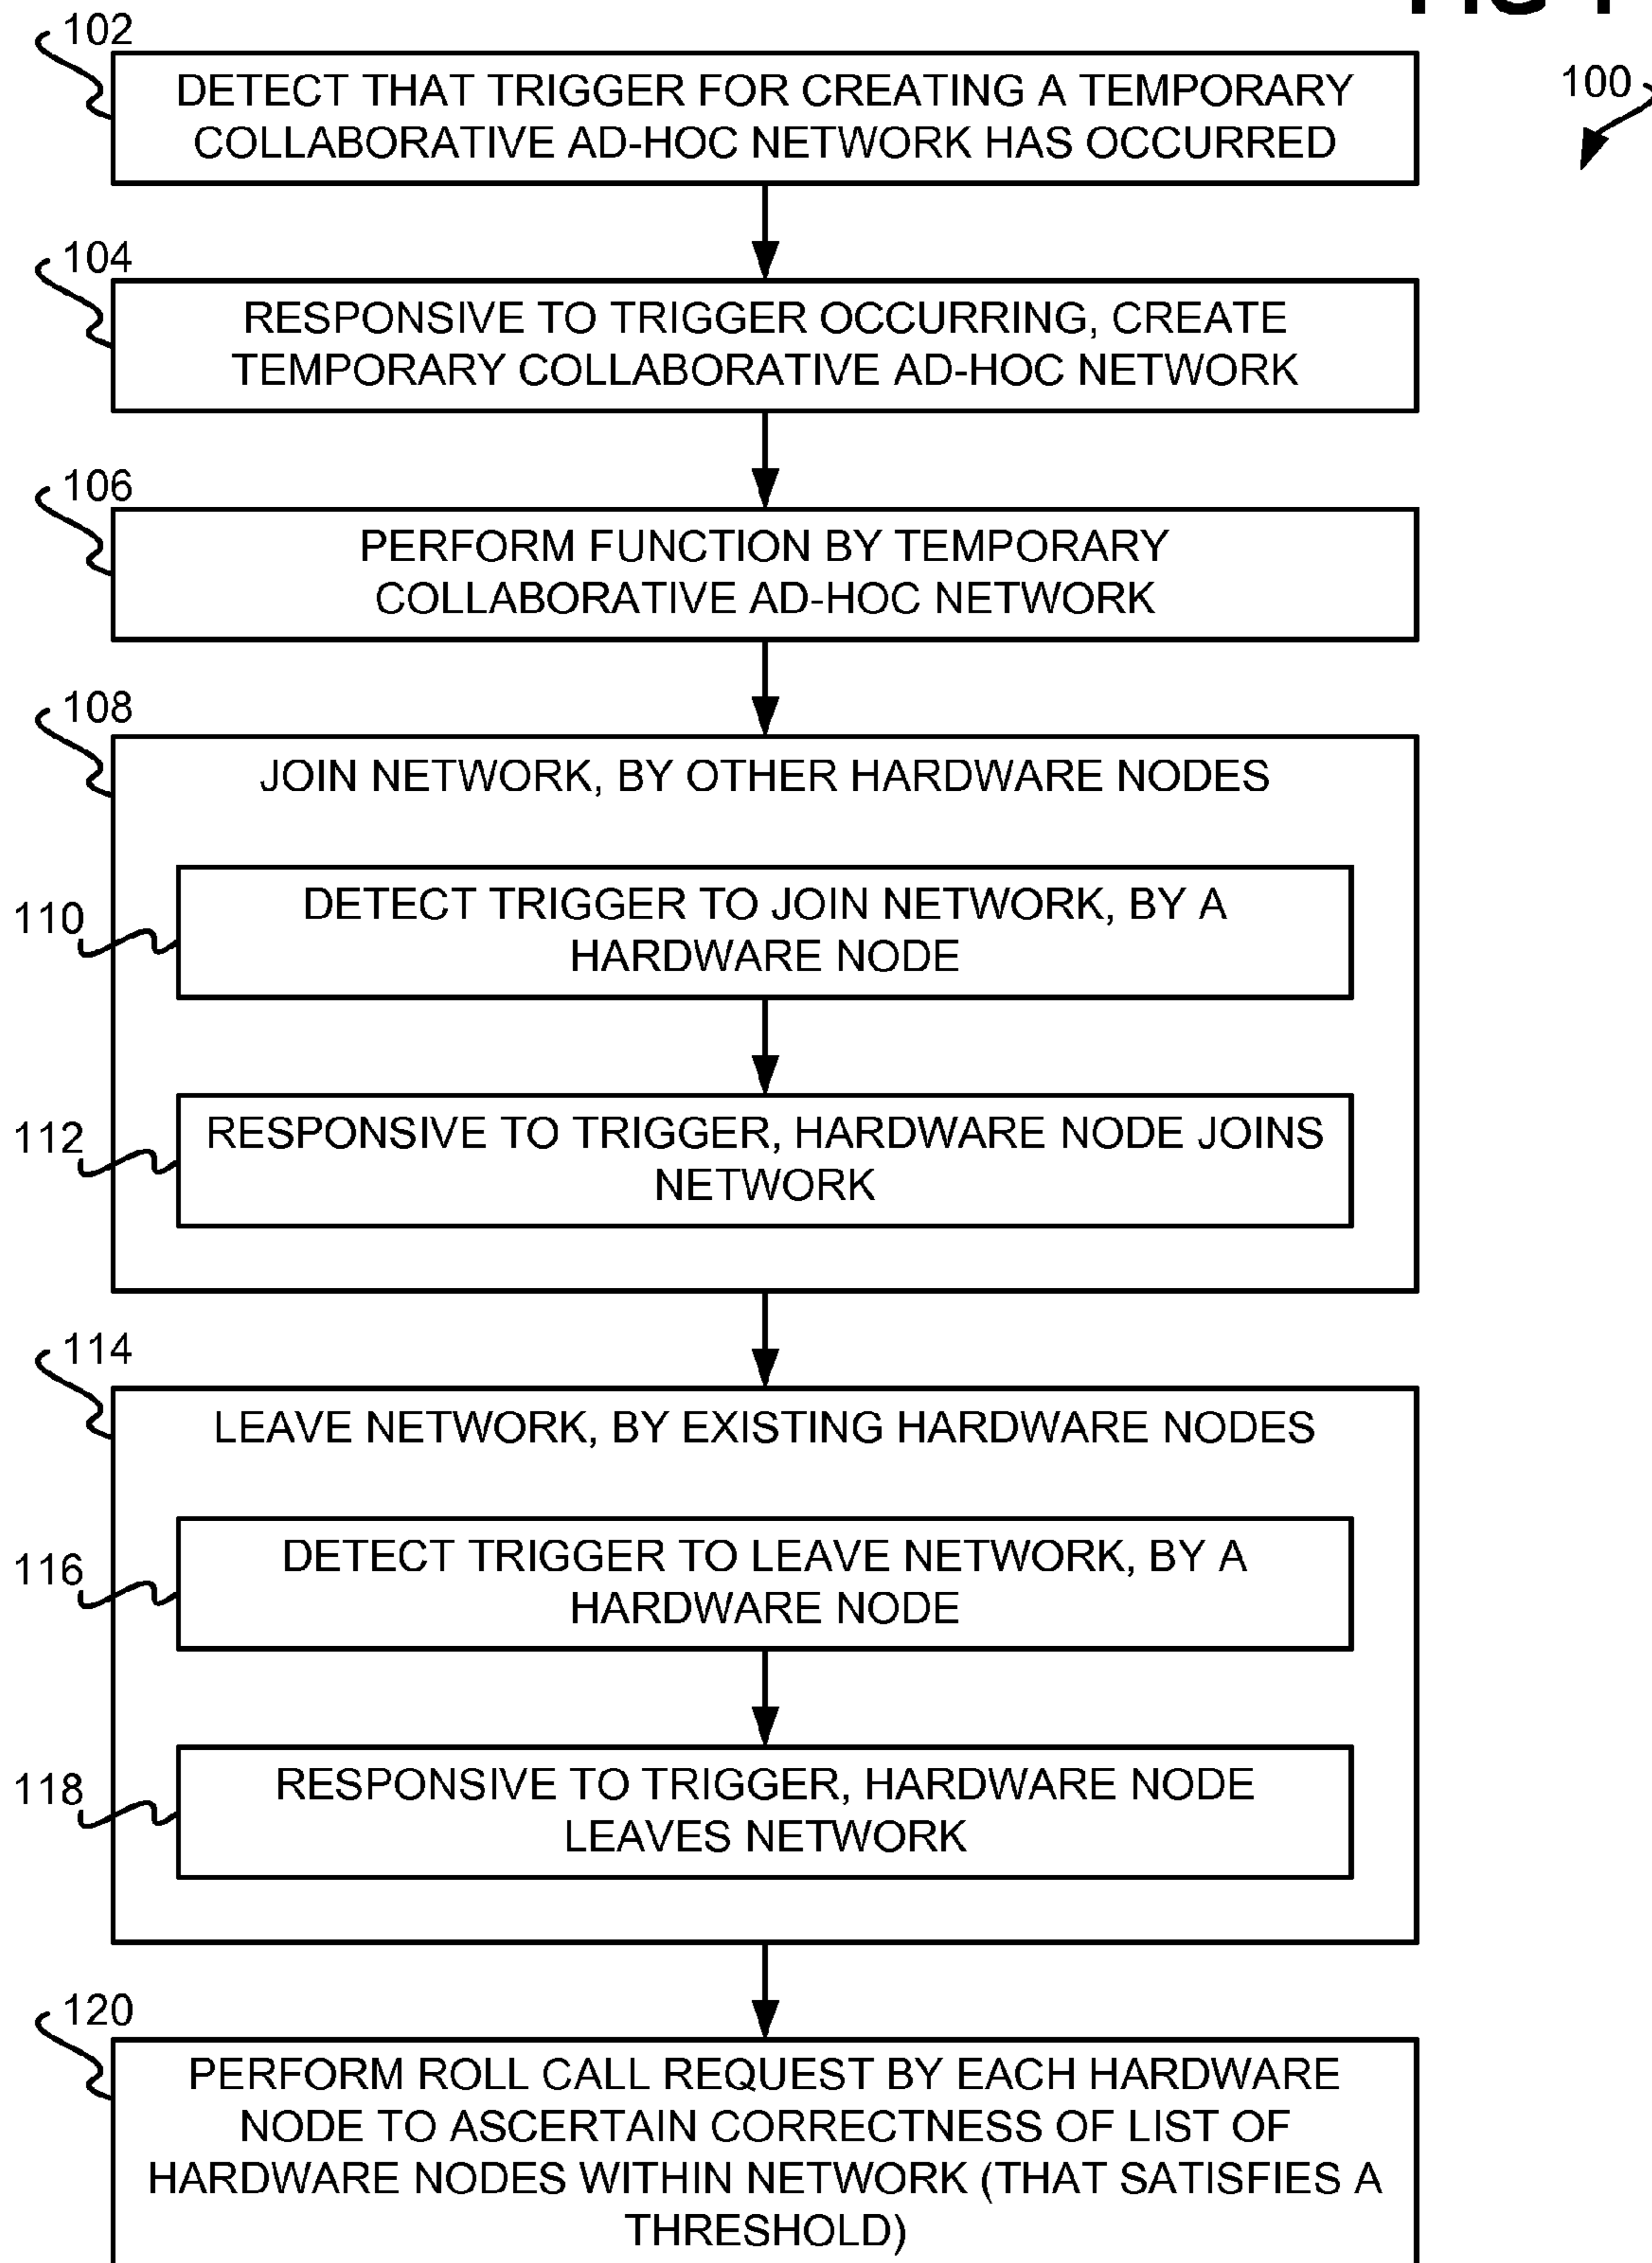 FIG 1
102
DETECT THAT TRIGGER FOR CREATING A TEMPORARY
COLLABORATIVE AD-HOC NETWORK HAS OCCURRED
100
104
RESPONSIVE TO TRIGGER OCCURRING, CREATE
TEMPORARY COLLABORATIVE AD-HOC NETWORK
106
PERFORM FUNCTION BY TEMPORARY
COLLABORATIVE AD-HOC NETWORK
108
JOIN NETWORK, BY OTHER HARDWARE NODES
110
DETECT TRIGGER TO JOIN NETWORK, BY A
HARDWARE NODE
112
RESPONSIVE TO TRIGGER, HARDWARE NODE JOINS
NETWORK
114
LEAVE NETWORK, BY EXISTING HARDWARE NODES
116
DETECT TRIGGER TO LEAVE NETWORK, BY A
HARDWARE NODE
118
RESPONSIVE TO TRIGGER, HARDWARE NODE
LEAVES NETWORK
120
PERFORM ROLL CALL REQUEST BY EACH HARDWARE
NODE TO ASCERTAIN CORRECTNESS OF LIST OF
HARDWARE NODES WITHIN NETWORK (THAT SATISFIES A
THRESHOLD)